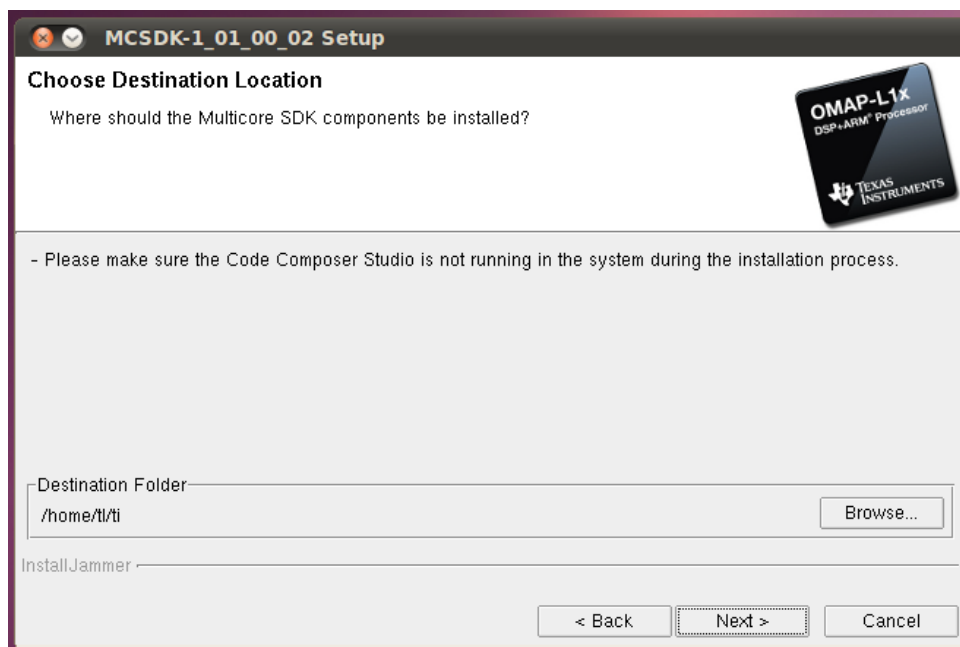 MCSDK-1_01_00_02 Setup
Choose Destination Location
Where should the Multicore SDK components be installed?
OMAP-L1x
DSP+ARM® Processor
TEXAS
INSTRUMENTS
- Please make sure the Code Composer Studio is not running in the system during the installation process.
Destination Folder
/home/tl/ti
Browse...
InstallJammer
< Back
Next >
Cancel